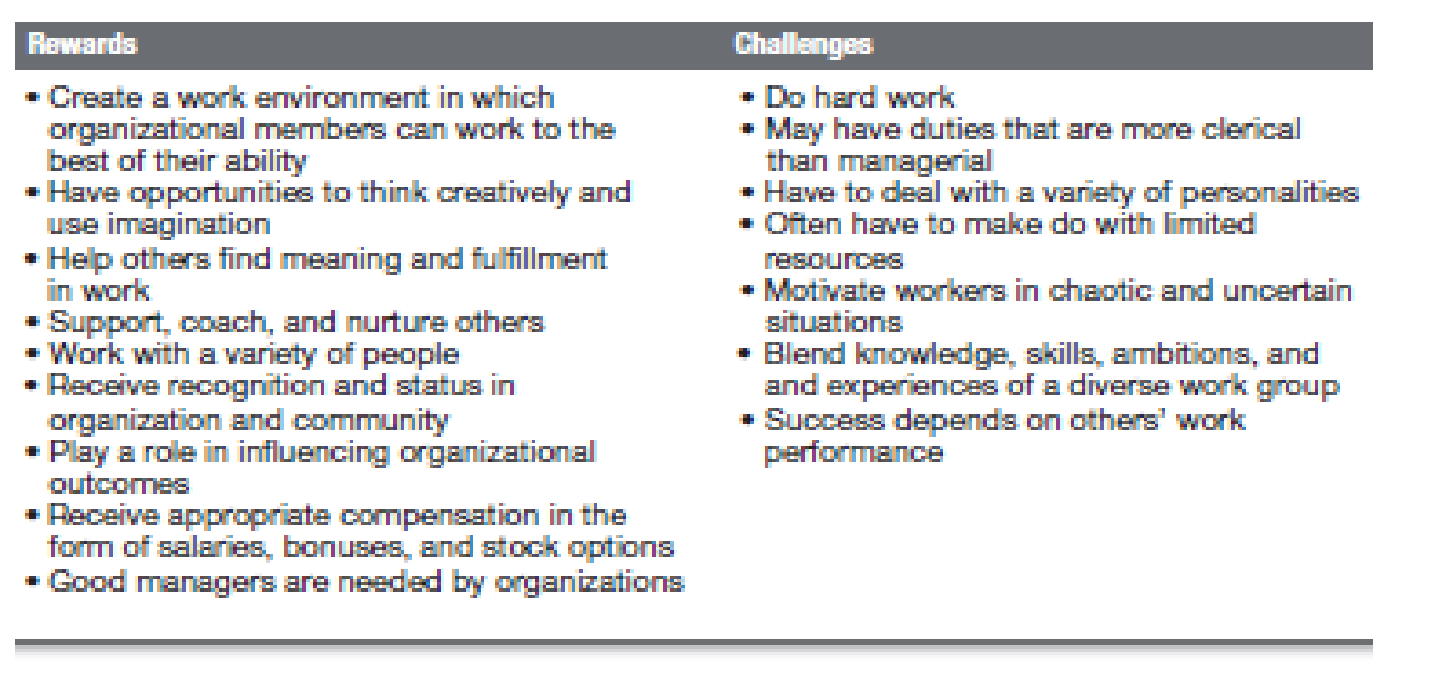 Rewards
• Create a work environment in which
organizational members can work to the
best of their ability
• Have opportunities to think creatively and
use imagination
• Help others find meaning and fulfillment
in work
• Support, coach, and nurture others
• Work with a variety of people
• Receive recognition and status in
organization and community
• Play a role in influencing organizational
outcomes
• Receive appropriate compensation in the
form of salaries, bonuses, and stock options
• Good managers are needed by organizations
Challenges
• Do hard work
• May have duties that are more clerical
than managerial
• Have to deal with a variety of personalities
• Often have to make do with limited
resources
• Motivate workers in chaotic and uncertain
situations
• Blend knowledge, skills, ambitions, and
and experiences of a diverse work group
• Success depends on others' work
performance